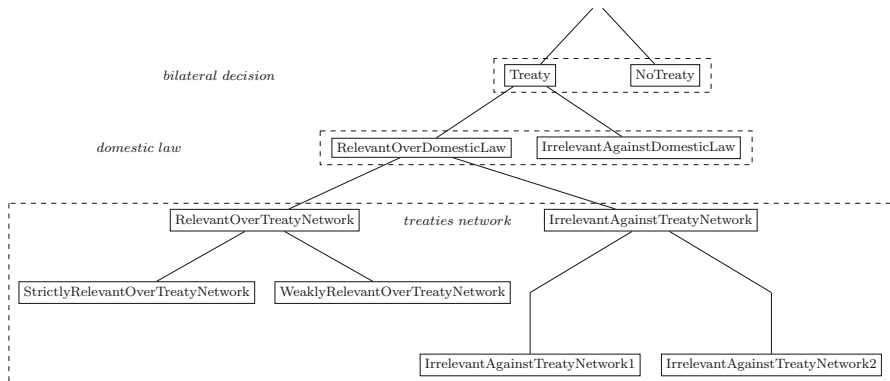 bilateral decision
Treaty
NoTreaty
domestic law
RelevantOverDomesticLaw
IrrelevantAgainstDomesticLaw
RelevantOverTreatyNetwork
treaties network
IrrelevantAgainstTreatyNetwork
StrictlyRelevantOverTreatyNetwork
WeaklyRelevantOverTreatyNetwork
IrrelevantAgainstTreatyNetwork1
IrrelevantAgainstTreatyNetwork2